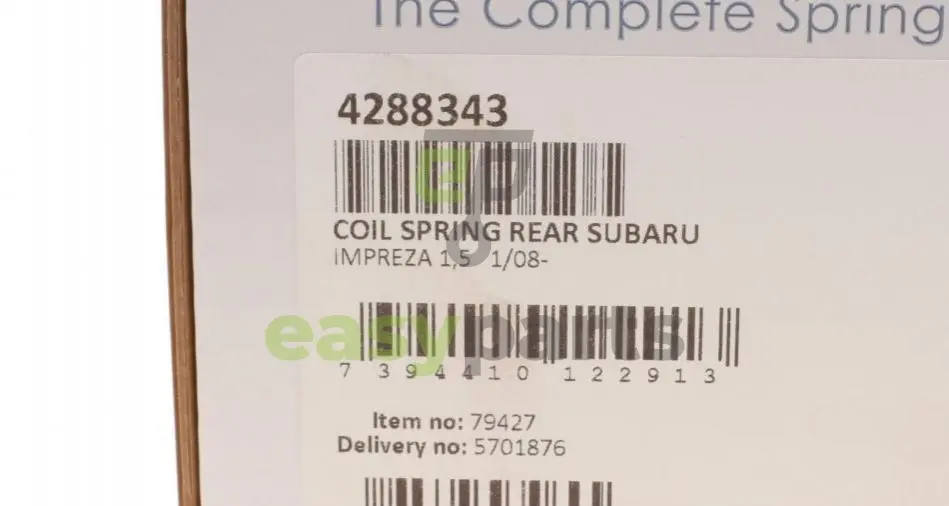 The Complete Spring
4288343
COIL SPRING REAR SUBARU
IMPREZA 1,5 1/08-
easyparts
7 394410 122913
Item no: 79427
Delivery no: 5701876